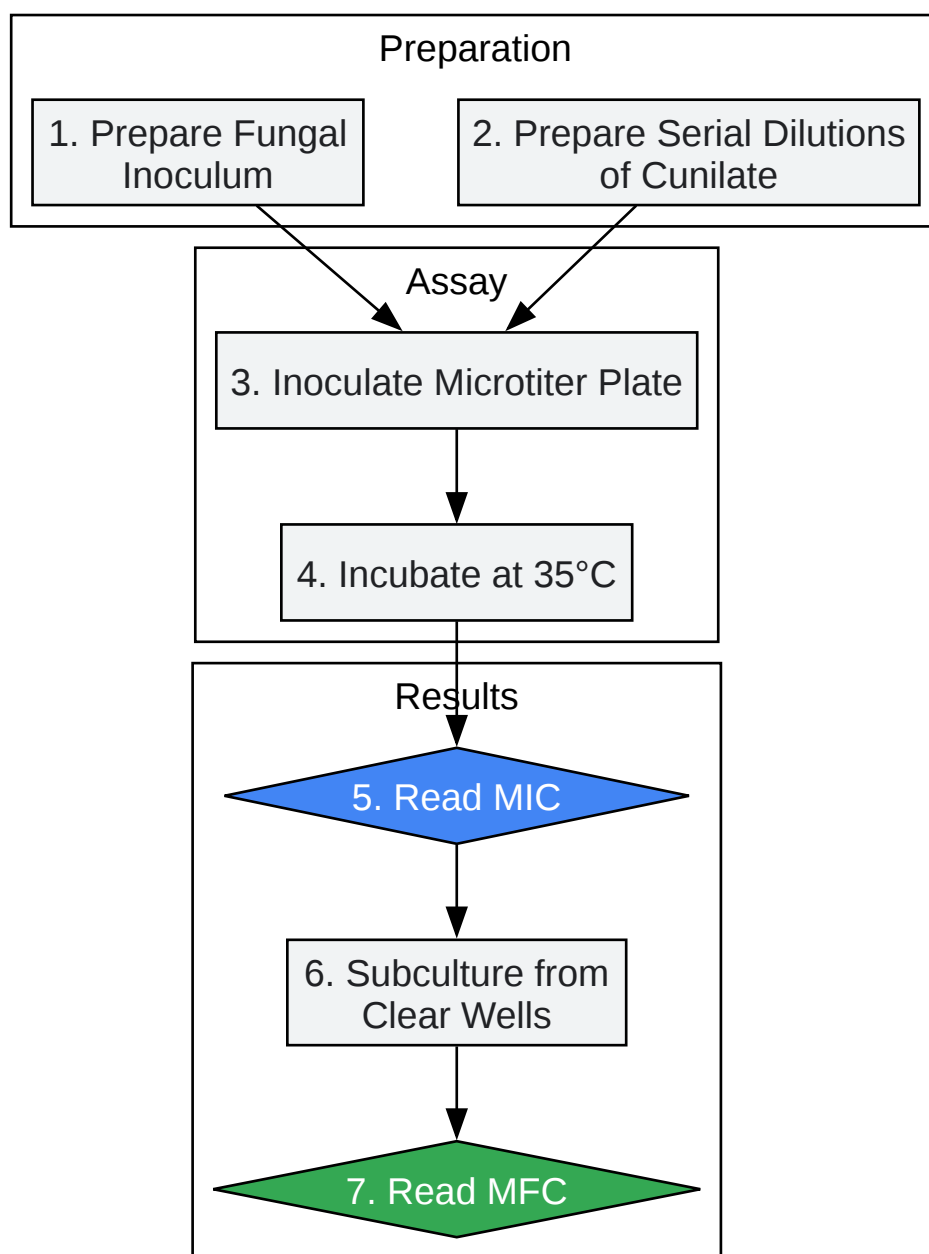 Preparation
1. Prepare Fungal
Inoculum
2. Prepare Serial Dilutions
of Cunilate
Assay
3. Inoculate Microtiter Plate
4. Incubate at 35°C
Results
5. Read MIC
6. Subculture from
Clear Wells
7. Read MFC